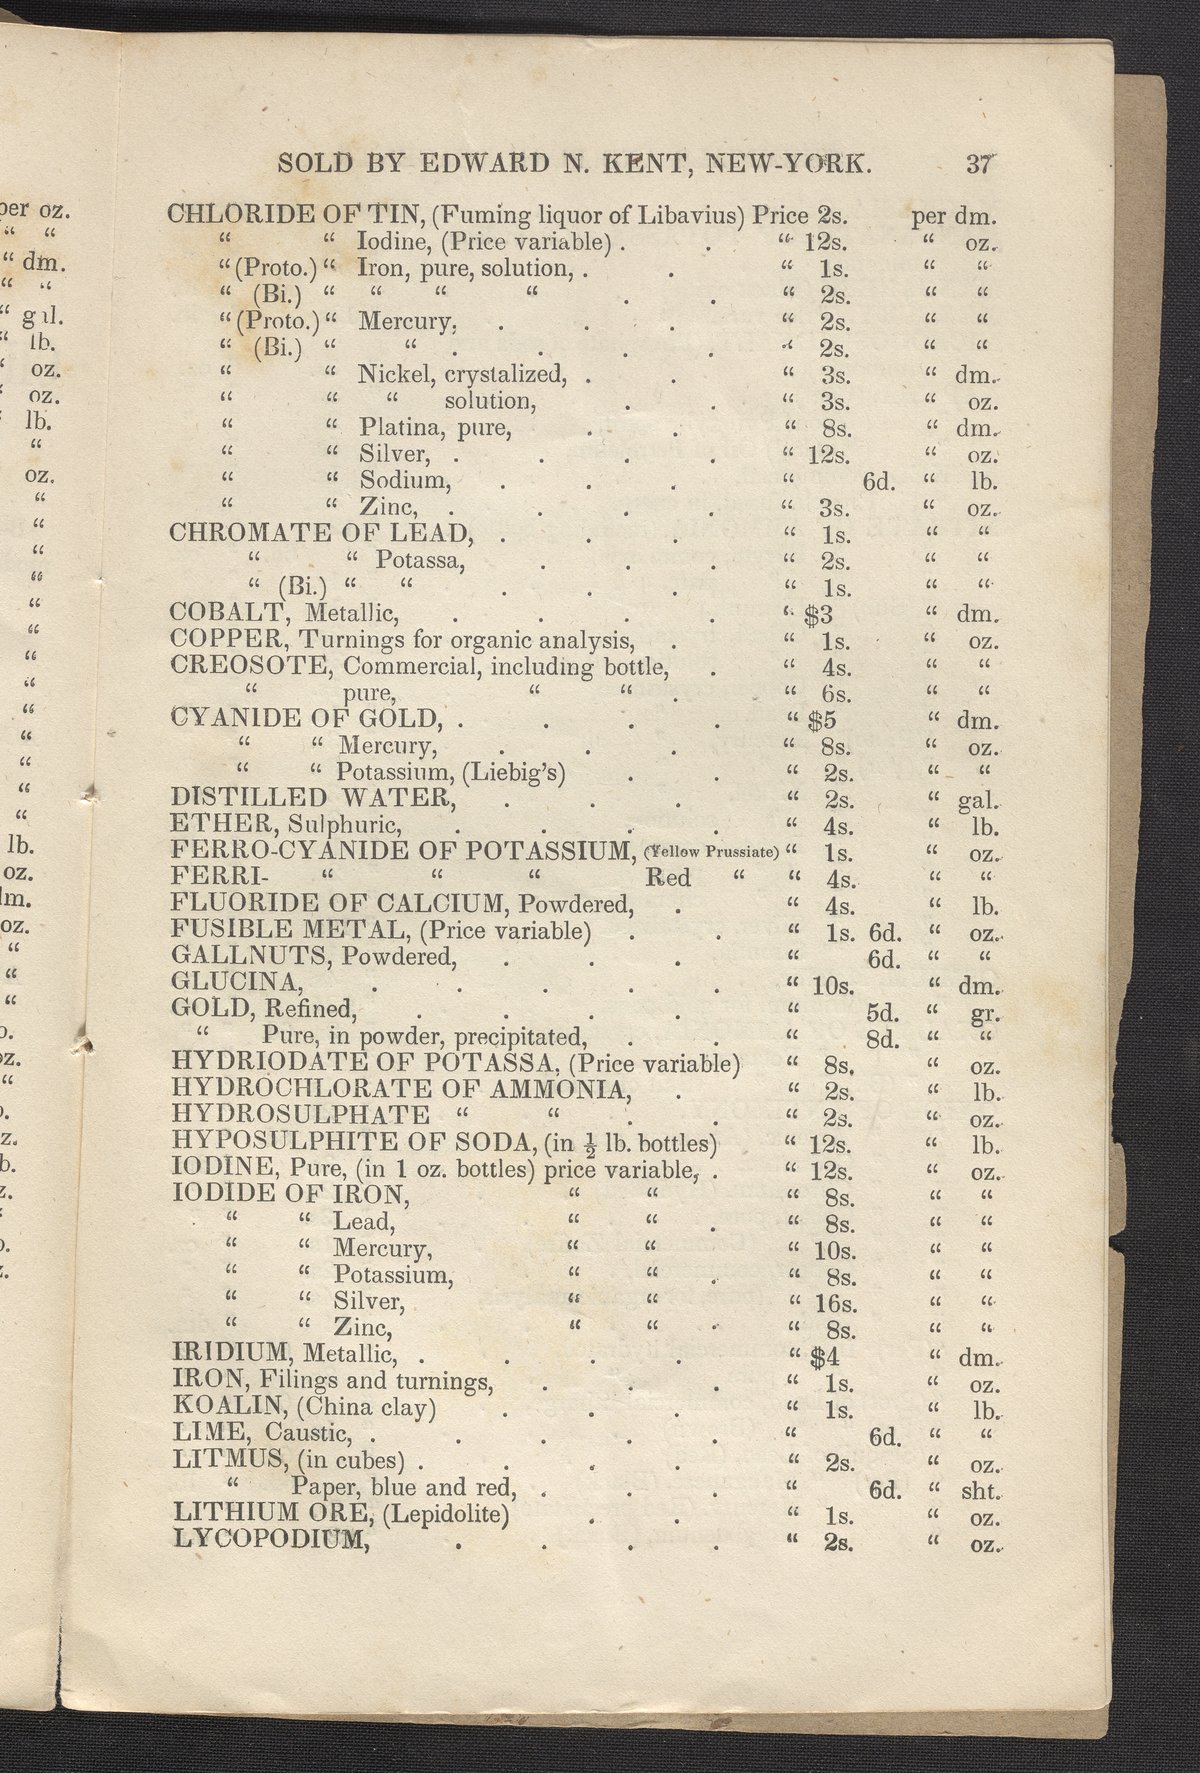 SOLD BY EDWARD N. KENT, NEW-YORK. 37
CHLORIDE OF TIN, (Fuming liquor of Libavius) Price 2s. per dm.
“ “ Iodine, (Price variable) . . “ 12s. “ oz.
“ (Proto.) “ Iron, pure, solution, . . “ 1s. “ “
“ (Bi.) “ “ “ “ . . “ 2s. “ “
“ (Proto.) “ Mercury, . . . “ 2s. “ “
“ (Bi.) “ “ . . . . “ 2s. “ “
“ “ Nickel, crystalized, . . “ 3s. “ dm.
“ “ “ solution, . . “ 3s. “ oz.
“ “ Platina, pure, . . “ 8s. “ dm.
“ “ Silver, . . . . “ 12s. “ oz.
“ “ Sodium, . . . “ 6d. “ lb.
“ “ Zinc, . . . . “ 3s. “ oz.
CHROMATE OF LEAD, . . . “ 1s. “ “
“ “ Potassa, . . . “ 2s. “ “
“ (Bi.) “ “ . . . “ 1s. “ “
COBALT, Metallic, . . . . “ $3 “ dm.
COPPER, Turnings for organic analysis, . “ 1s. “ oz.
CREOSOTE, Commercial, including bottle, . “ 4s. “ “
“ pure, “ “ . “ 6s. “ “
CYANIDE OF GOLD, . . . . “ $5 “ dm.
“ “ Mercury, . . . “ 8s. “ oz.
“ “ Potassium, (Liebig’s) . . “ 2s. “ “
DISTILLED WATER, . . . “ 2s. “ gal.
ETHER, Sulphuric, . . . . “ 4s. “ lb.
FERRO-CYANIDE OF POTASSIUM, (Yellow Prussiate) “ 1s. “ oz.
FERRI- “ “ “ Red “ “ 4s. “ “
FLUORIDE OF CALCIUM, Powdered, . “ 4s. “ lb.
FUSIBLE METAL, (Price variable) . . “ 1s. 6d. “ oz.
GALLNUTS, Powdered, . . . “ 6d. “ “
GLUCINA, . . . . . “ 10s. “ dm.
GOLD, Refined, . . . . “ 5d. “ gr.
“ Pure, in powder, precipitated, . . “ 8d. “ “
HYDRIODATE OF POTASSA, (Price variable) “ 8s. “ oz.
HYDROCHLORATE OF AMMONIA, . “ 2s. “ lb.
HYDROSULPHATE “ “ . . “ 2s. “ oz.
HYPOSULPHITE OF SODA, (in ½ lb. bottles) “ 12s. “ lb.
IODINE, Pure, (in 1 oz. bottles) price variable, . “ 12s. “ oz.
IODIDE OF IRON, “ “ “ 8s. “ “
“ “ Lead, “ “ . “ 8s. “ “
“ “ Mercury, “ “ “ 10s. “ “
“ “ Potassium, “ “ . “ 8s. “ “
“ “ Silver, “ “ “ 16s. “ “
“ “ Zinc, “ “ . “ 8s. “ “
IRIDIUM, Metallic, . . . . “ $4 “ dm.
IRON, Filings and turnings, . . . “ 1s. “ oz.
KOALIN, (China clay) . . . “ 1s. “ lb.
LIME, Caustic, . . . . . “ 6d. “ “
LITMUS, (in cubes) . . . . “ 2s. “ oz.
“ Paper, blue and red, . . . “ 6d. “ sht.
LITHIUM ORE, (Lepidolite) . . “ 1s. “ oz.
LYCOPODIUM, . . . . “ 2s. “ oz.